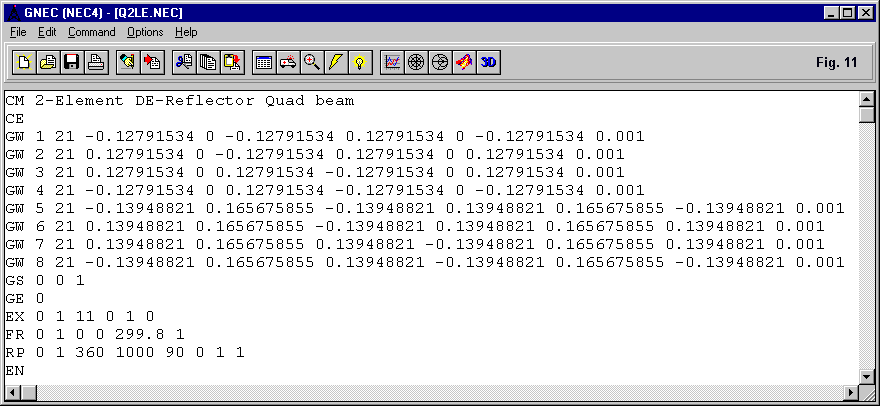 GNEC (NEC4) - [Q2LE.NEC]
File Edit Command Options Help
3D Fig. 11
CM 2-Element DE-Reflector Quad beam
CE
GW 1 21 -0.12791534 0 -0.12791534 0.12791534 0 -0.12791534 0.001
GW 2 21 0.12791534 0 -0.12791534 0.12791534 0 0.12791534 0.001
GW 3 21 0.12791534 0 0.12791534 -0.12791534 0 0.12791534 0.001
GW 4 21 -0.12791534 0 0.12791534 -0.12791534 0 -0.12791534 0.001
GW 5 21 -0.13948821 0.165675855 -0.13948821 0.13948821 0.165675855 -0.13948821 0.001
GW 6 21 0.13948821 0.165675855 -0.13948821 0.13948821 0.165675855 0.13948821 0.001
GW 7 21 0.13948821 0.165675855 0.13948821 -0.13948821 0.165675855 0.13948821 0.001
GW 8 21 -0.13948821 0.165675855 0.13948821 -0.13948821 0.165675855 -0.13948821 0.001
GS 0 0 1
GE 0
EX 0 1 11 0 1 0
FR 0 1 0 0 299.8 1
RP 0 1 360 1000 90 0 1 1
EN